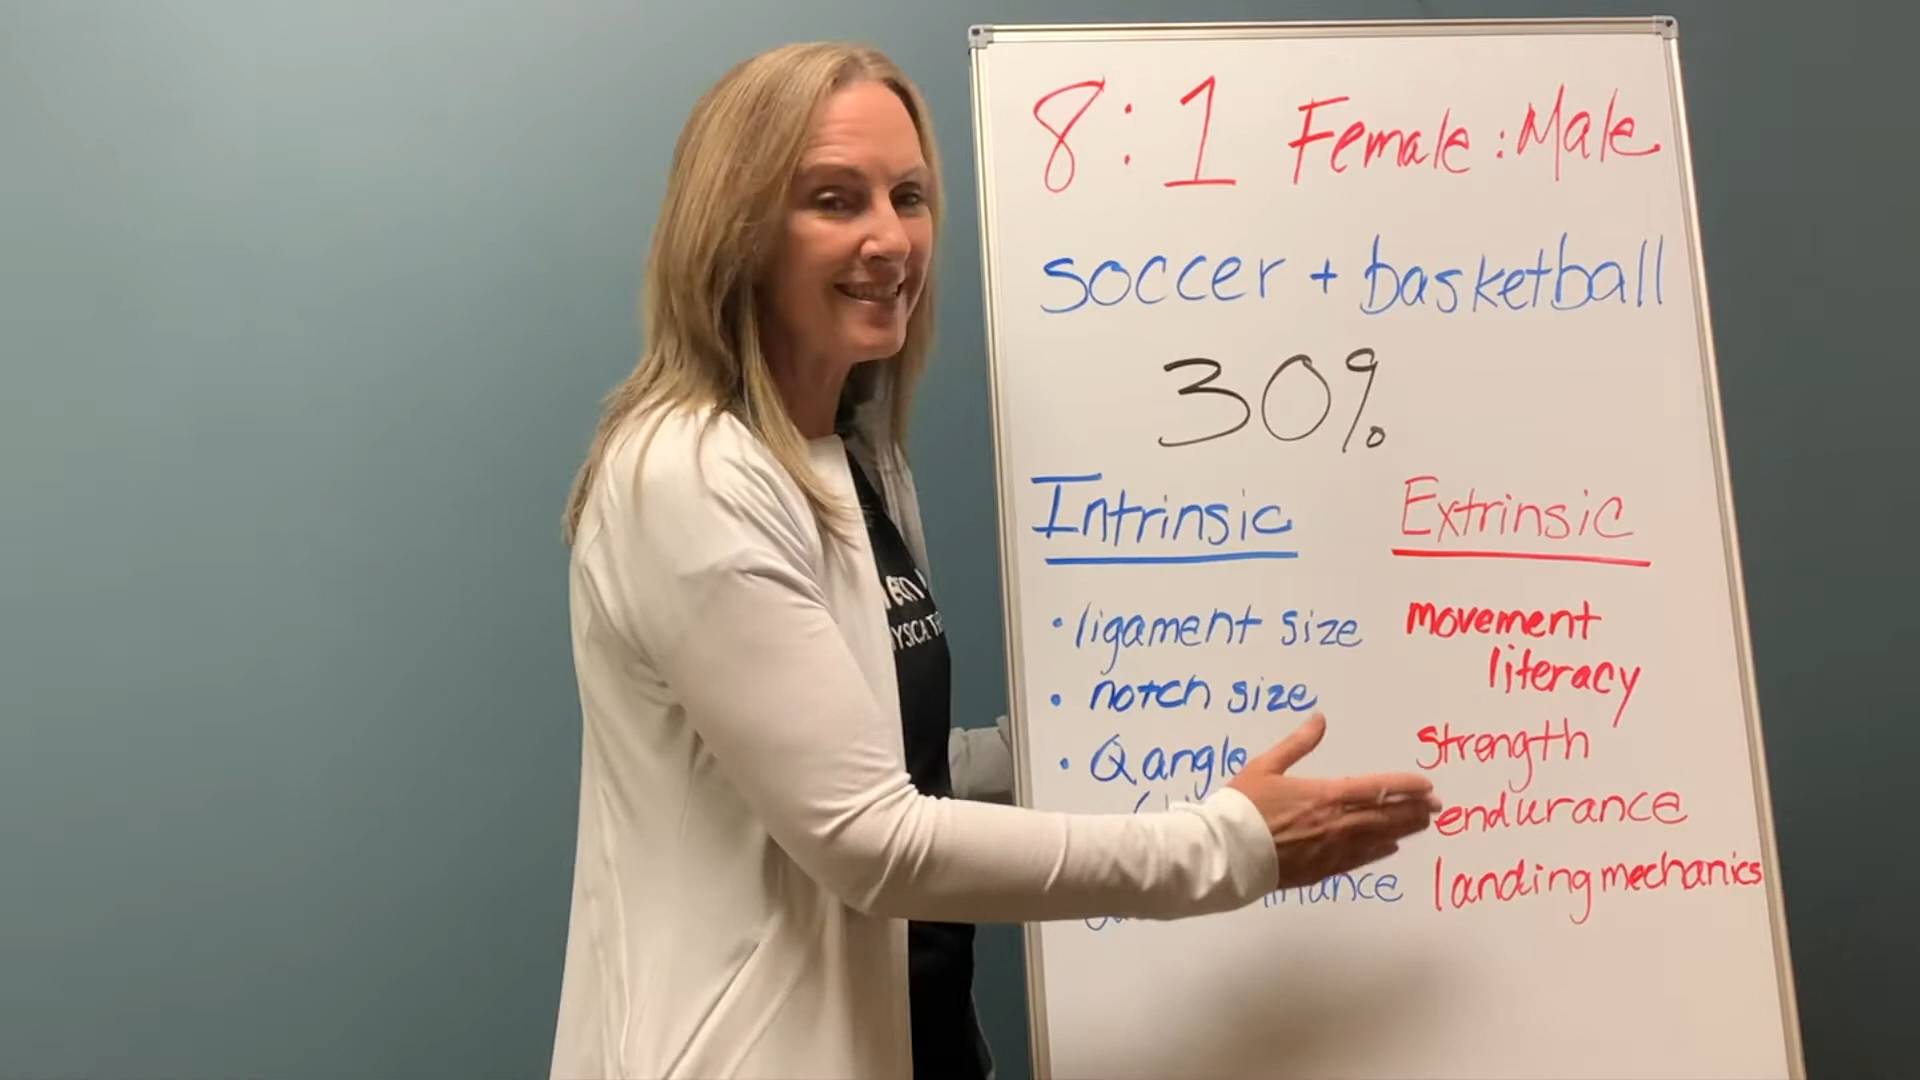 8:1 Female:Male
soccer + basketball
30%
Intrinsic
Extrinsic
• ligament size
• notch size
• Q angle
movement
literacy
strength
endurance
landing mechanics